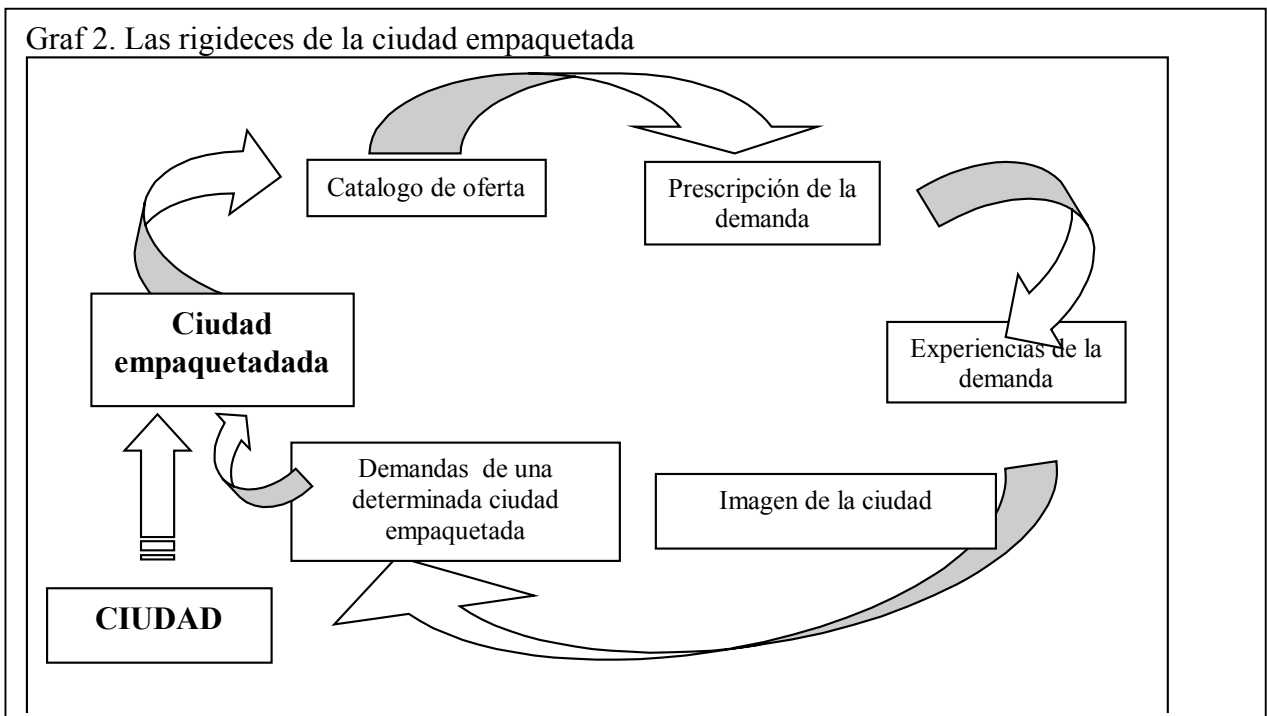 Graf 2. Las rigideces de la ciudad empaquetada
Catalogo de oferta
Prescripción de la
demanda
Experiencias de la
demanda
Imagen de la ciudad
Demandas de una
determinada ciudad
empaquetada
Ciudad
empaquetadada
CIUDAD